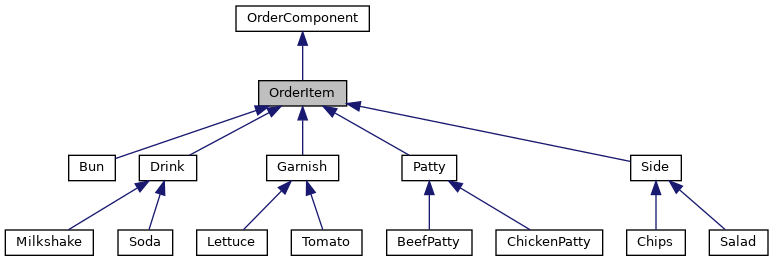 OrderComponent
OrderItem
Bun Drink Garnish Patty Side
Milkshake Soda Lettuce Tomato BeefPatty ChickenPatty Chips Salad